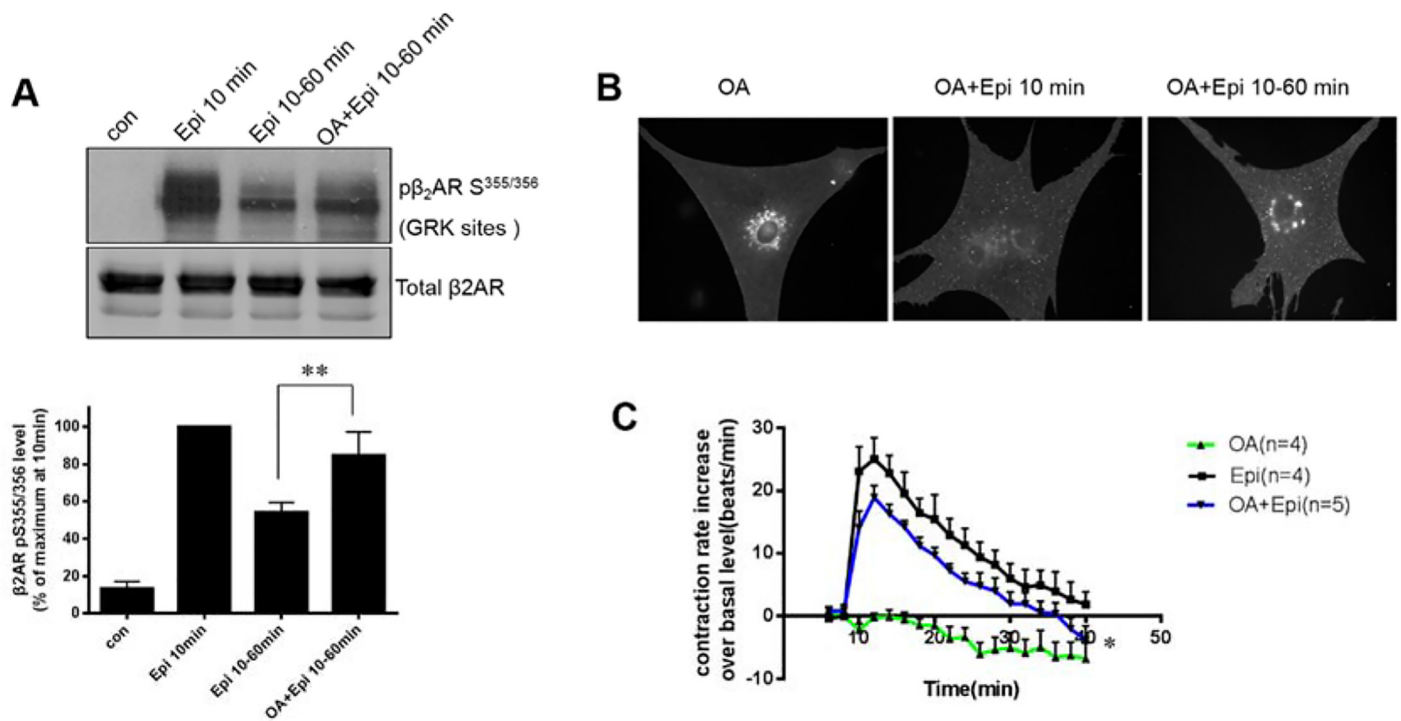 A
con
Epi 10 min
Epi 10-60 min
OA+Epi 10-60 min
pβ₂AR S³⁵⁵/³⁵⁶
(GRK sites )
Total β2AR
**
β2AR pS355/356 level
(% of maximum at 10min)
100
80
60
40
20
0
con
Epi 10min
Epi 10-60min
OA+Epi 10-60min
B
OA
OA+Epi 10 min
OA+Epi 10-60 min
C
contraction rate increase
over basal level(beats/min)
30
20
10
0
-10
10
20
30
40
50
*
Time(min)
OA(n=4)
Epi(n=4)
OA+Epi(n=5)